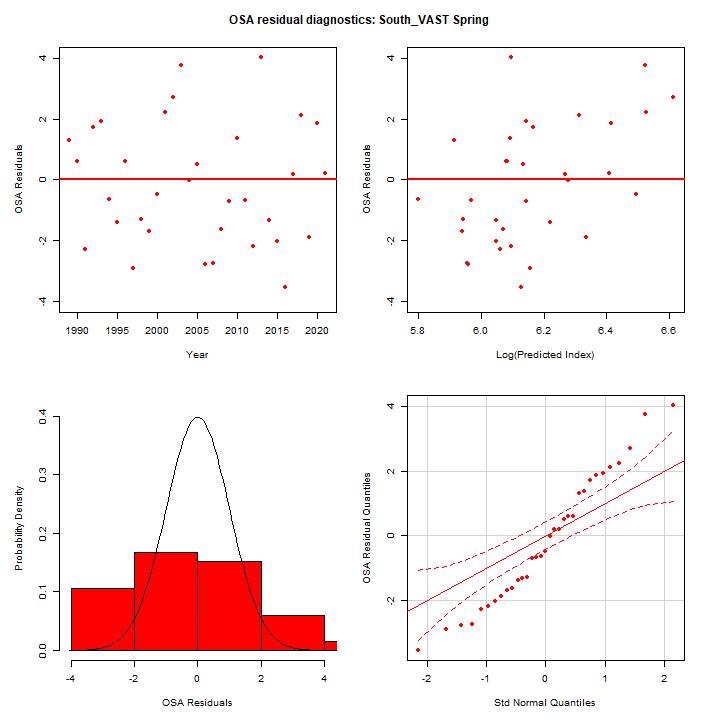 OSA residual diagnostics: South_VAST Spring
OSA Residuals
4
2
0
-2
-4
1990 1995 2000 2005 2010 2015 2020
Year
OSA Residuals
4
2
0
-2
-4
5.8 6.0 6.2 6.4 6.6
Log(Predicted Index)
Probability Density
0.4
0.3
0.2
0.1
0.0
-4 -2 0 2 4
OSA Residuals
OSA Residual Quantiles
4
2
0
-2
-2 -1 0 1 2
Std Normal Quantiles